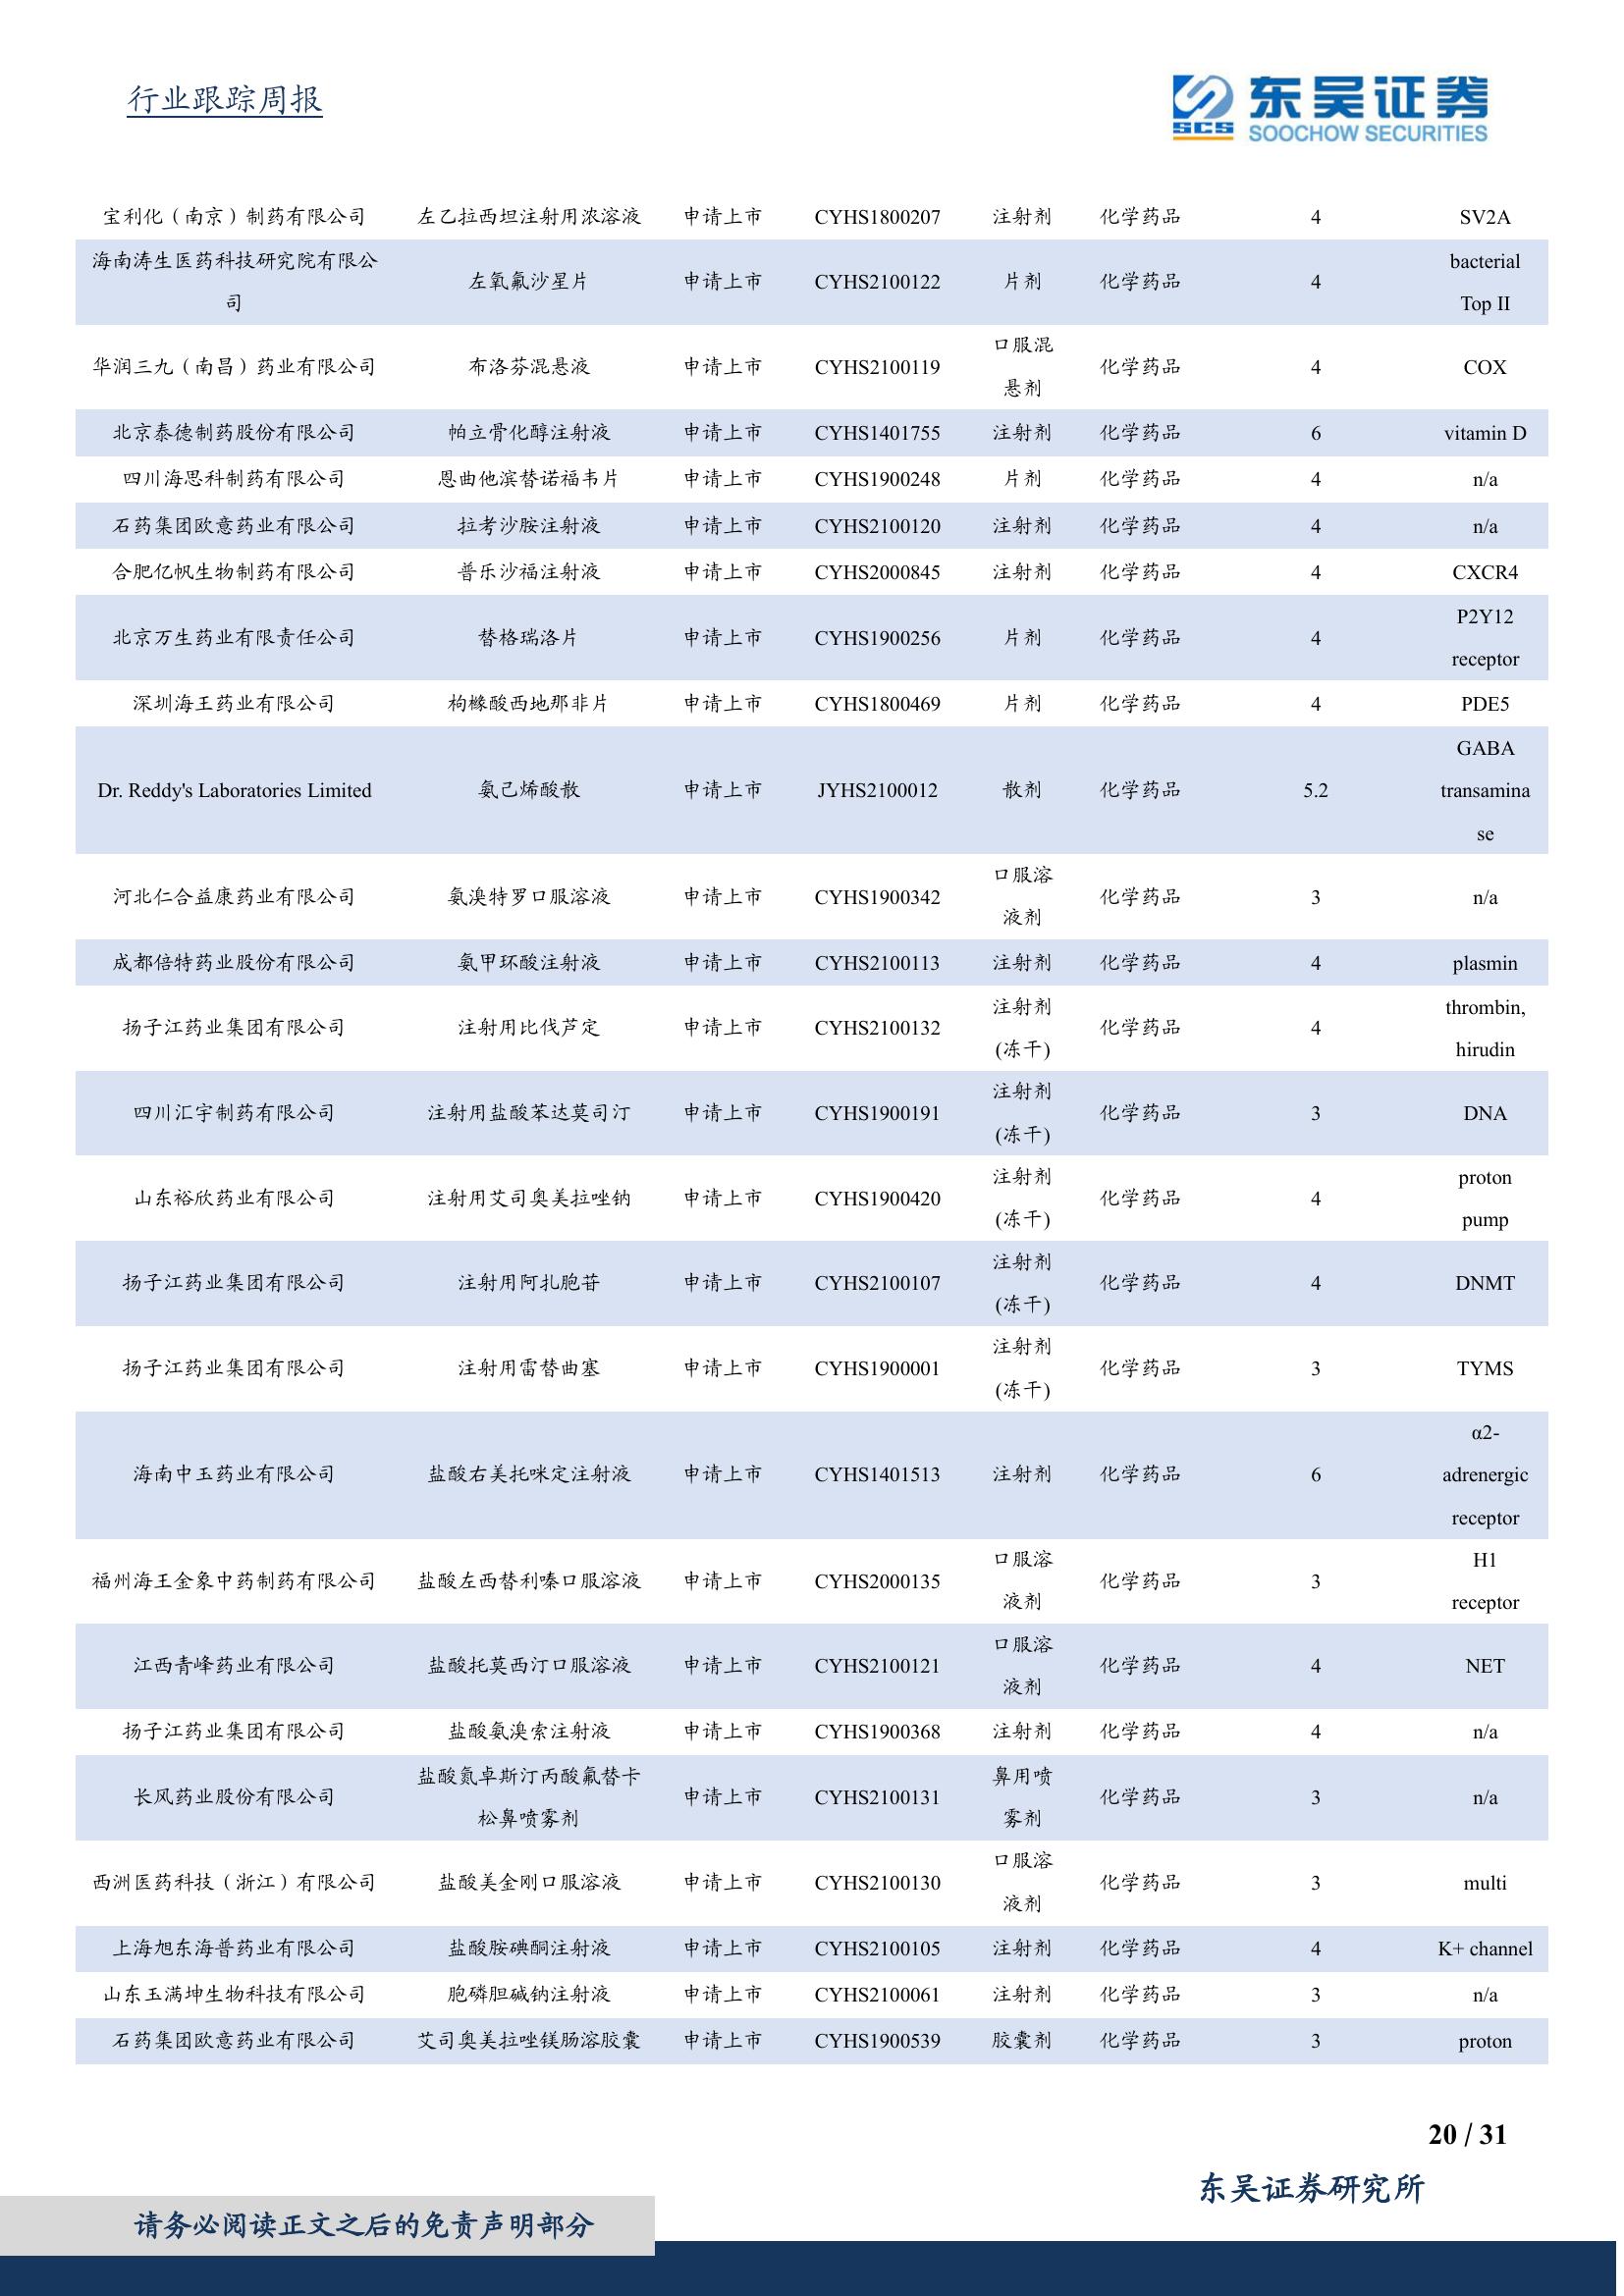 行业跟踪周报
东吴证券
SCS
SOOCHOW SECURITIES
宝利化（南京）制药有限公司 左乙拉西坦注射用浓溶液 申请上市 CYHS1800207 注射剂 化学药品 4 SV2A
海南涛生医药科技研究院有限公
司 左氧氟沙星片 申请上市 CYHS2100122 片剂 化学药品 4 bacterial
Top II
华润三九（南昌）药业有限公司 布洛芬混悬液 申请上市 CYHS2100119 口服混
悬剂 化学药品 4 COX
北京泰德制药股份有限公司 帕立骨化醇注射液 申请上市 CYHS1401755 注射剂 化学药品 6 vitamin D
四川海思科制药有限公司 恩曲他滨替诺福韦片 申请上市 CYHS1900248 片剂 化学药品 4 n/a
石药集团欧意药业有限公司 拉考沙胺注射液 申请上市 CYHS2100120 注射剂 化学药品 4 n/a
合肥亿帆生物制药有限公司 普乐沙福注射液 申请上市 CYHS2000845 注射剂 化学药品 4 CXCR4
北京万生药业有限责任公司 替格瑞洛片 申请上市 CYHS1900256 片剂 化学药品 4 P2Y12
receptor
深圳海王药业有限公司 枸橼酸西地那非片 申请上市 CYHS1800469 片剂 化学药品 4 PDE5
Dr. Reddy's Laboratories Limited 氨己烯酸散 申请上市 JYHS2100012 散剂 化学药品 5.2 GABA
transamina
se
河北仁合益康药业有限公司 氨溴特罗口服溶液 申请上市 CYHS1900342 口服溶
液剂 化学药品 3 n/a
成都倍特药业股份有限公司 氨甲环酸注射液 申请上市 CYHS2100113 注射剂 化学药品 4 plasmin
扬子江药业集团有限公司 注射用比伐芦定 申请上市 CYHS2100132 注射剂
(冻干) 化学药品 4 thrombin,
hirudin
四川汇宇制药有限公司 注射用盐酸苯达莫司汀 申请上市 CYHS1900191 注射剂
(冻干) 化学药品 3 DNA
山东裕欣药业有限公司 注射用艾司奥美拉唑钠 申请上市 CYHS1900420 注射剂
(冻干) 化学药品 4 proton
pump
扬子江药业集团有限公司 注射用阿扎胞苷 申请上市 CYHS2100107 注射剂
(冻干) 化学药品 4 DNMT
扬子江药业集团有限公司 注射用雷替曲塞 申请上市 CYHS1900001 注射剂
(冻干) 化学药品 3 TYMS
海南中玉药业有限公司 盐酸右美托咪定注射液 申请上市 CYHS1401513 注射剂 化学药品 6 α2-
adrenergic
receptor
福州海王金象中药制药有限公司 盐酸左西替利嗪口服溶液 申请上市 CYHS2000135 口服溶
液剂 化学药品 3 H1
receptor
江西青峰药业有限公司 盐酸托莫西汀口服溶液 申请上市 CYHS2100121 口服溶
液剂 化学药品 4 NET
扬子江药业集团有限公司 盐酸氨溴索注射液 申请上市 CYHS1900368 注射剂 化学药品 4 n/a
长风药业股份有限公司 盐酸氮卓斯汀丙酸氟替卡
松鼻喷雾剂 申请上市 CYHS2100131 鼻用喷
雾剂 化学药品 3 n/a
西洲医药科技（浙江）有限公司 盐酸美金刚口服溶液 申请上市 CYHS2100130 口服溶
液剂 化学药品 3 multi
上海旭东海普药业有限公司 盐酸胺碘酮注射液 申请上市 CYHS2100105 注射剂 化学药品 4 K+ channel
山东玉满坤生物科技有限公司 胞磷胆碱钠注射液 申请上市 CYHS2100061 注射剂 化学药品 3 n/a
石药集团欧意药业有限公司 艾司奥美拉唑镁肠溶胶囊 申请上市 CYHS1900539 胶囊剂 化学药品 3 proton
20 / 31
东吴证券研究所
请务必阅读正文之后的免责声明部分